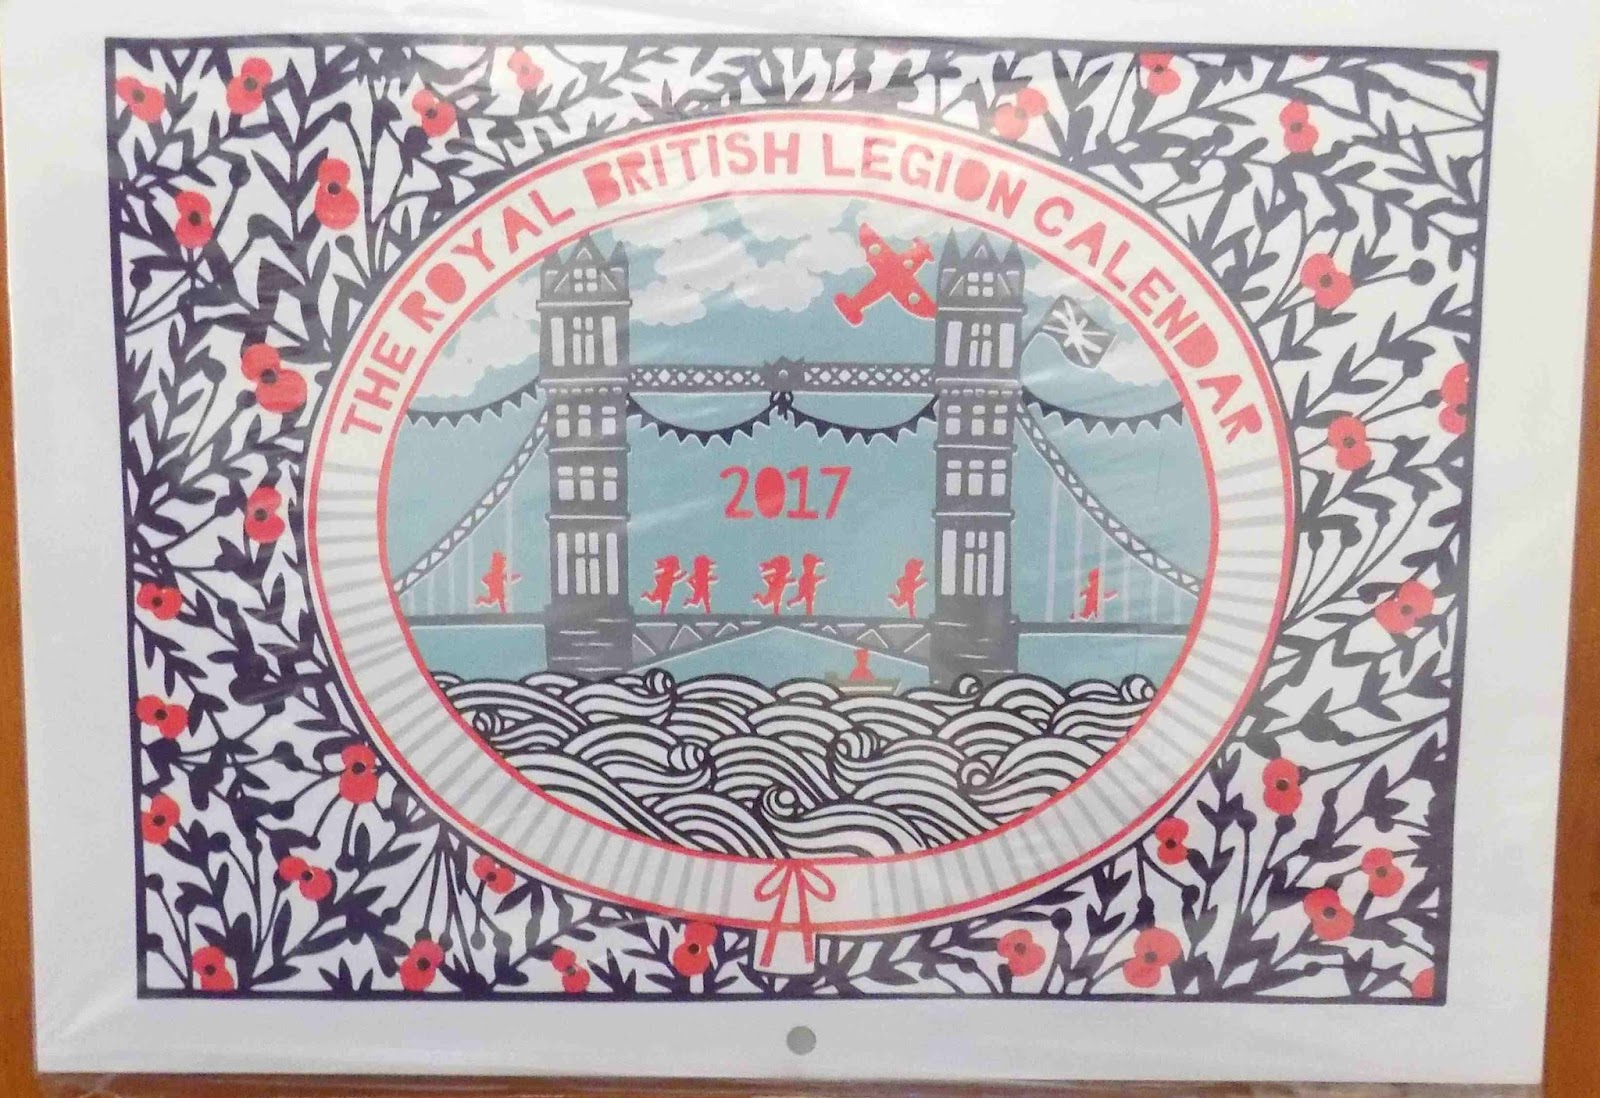 THE ROYAL BRITISH LEGION CALENDAR
2017